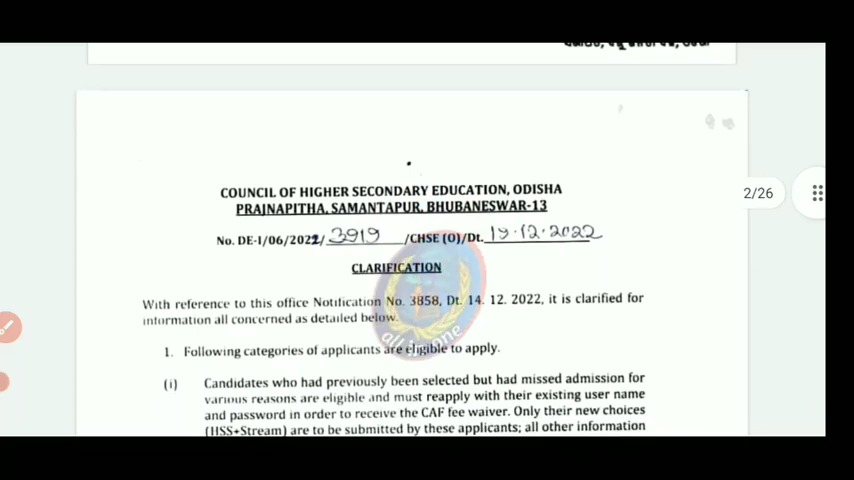 COUNCIL OF HIGHER SECONDARY EDUCATION, ODISHA
PRAJNAPITHA, SAMANTAPUR, BHUBANESWAR-13
No. DE-I/06/2022/ 3919 /CHSE (O)/Dt. 19.12.2022
CLARIFICATION
With reference to this office Notification No. 3858, Dt. 14. 12. 2022, it is clarified for
information all concerned as detailed below.
1. Following categories of applicants are eligible to apply.
(i) Candidates who had previously been selected but had missed admission for
various reasons are eligible and must reapply with their existing user name
and password in order to receive the CAF fee waiver. Only their new choices
(HSS+Stream) are to be submitted by these applicants; all other information
all in one
2/26